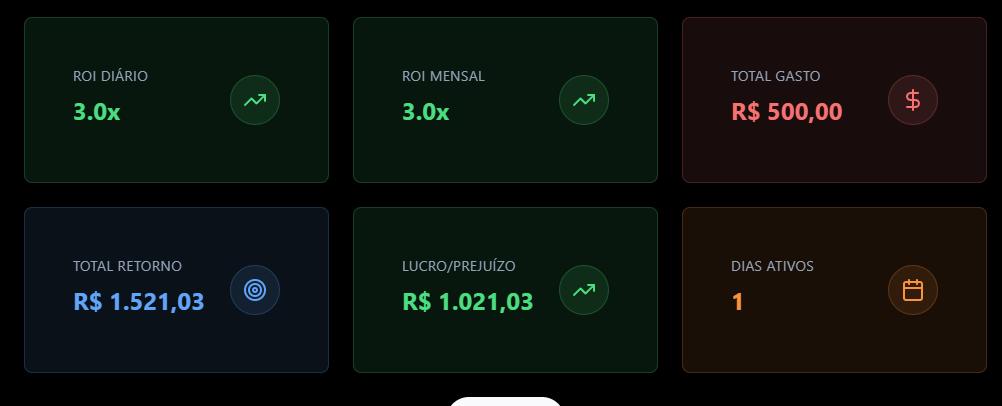 ROI DIÁRIO
3.0x
ROI MENSAL
3.0x
TOTAL GASTO
R$ 500,00
TOTAL RETORNO
R$ 1.521,03
LUCRO/PREJUÍZO
R$ 1.021,03
DIAS ATIVOS
1